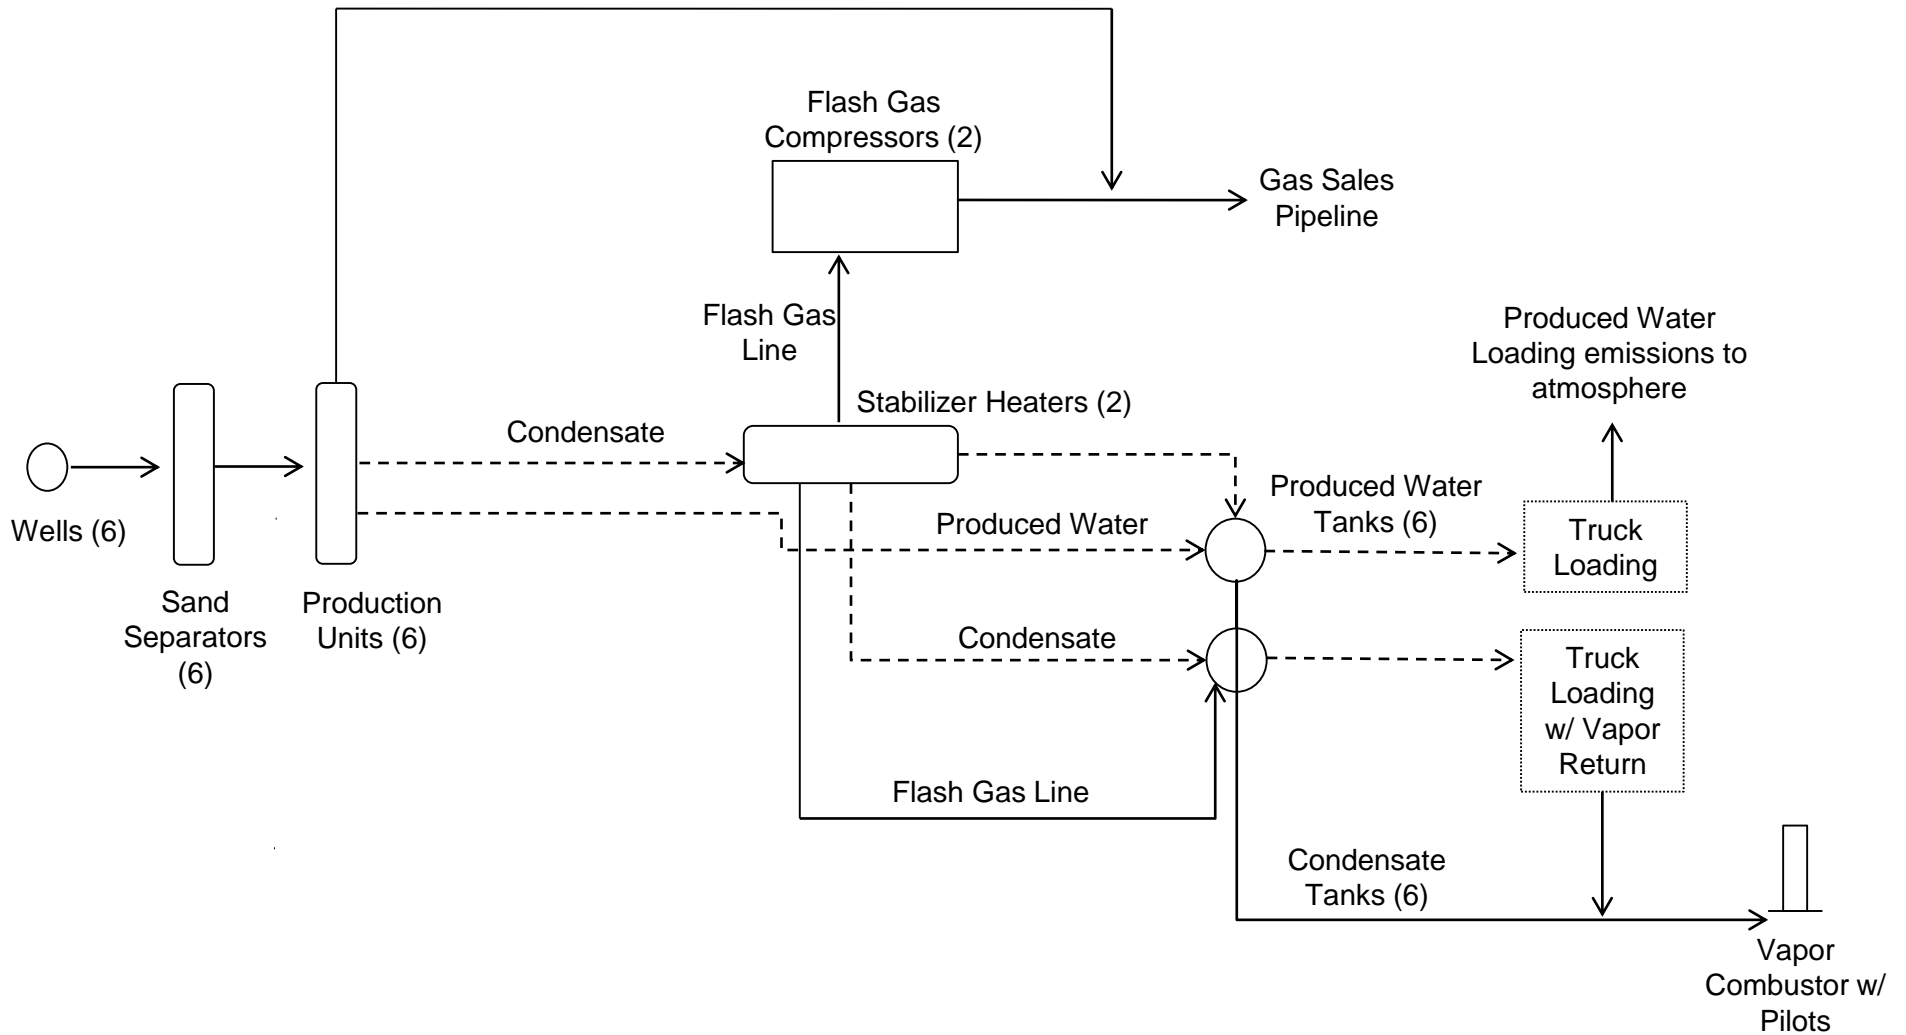 Flash Gas
Compressors (2)
Gas Sales
Pipeline
Flash Gas
Line
Produced Water
Loading emissions to
atmosphere
Stabilizer Heaters (2)
Condensate
Wells (6)
Produced Water
Produced Water
Tanks (6)
Truck
Loading
Sand
Separators
(6)
Production
Units (6)
Condensate
Truck
Loading
w/ Vapor
Return
Flash Gas Line
Condensate
Tanks (6)
Vapor
Combustor w/
Pilots